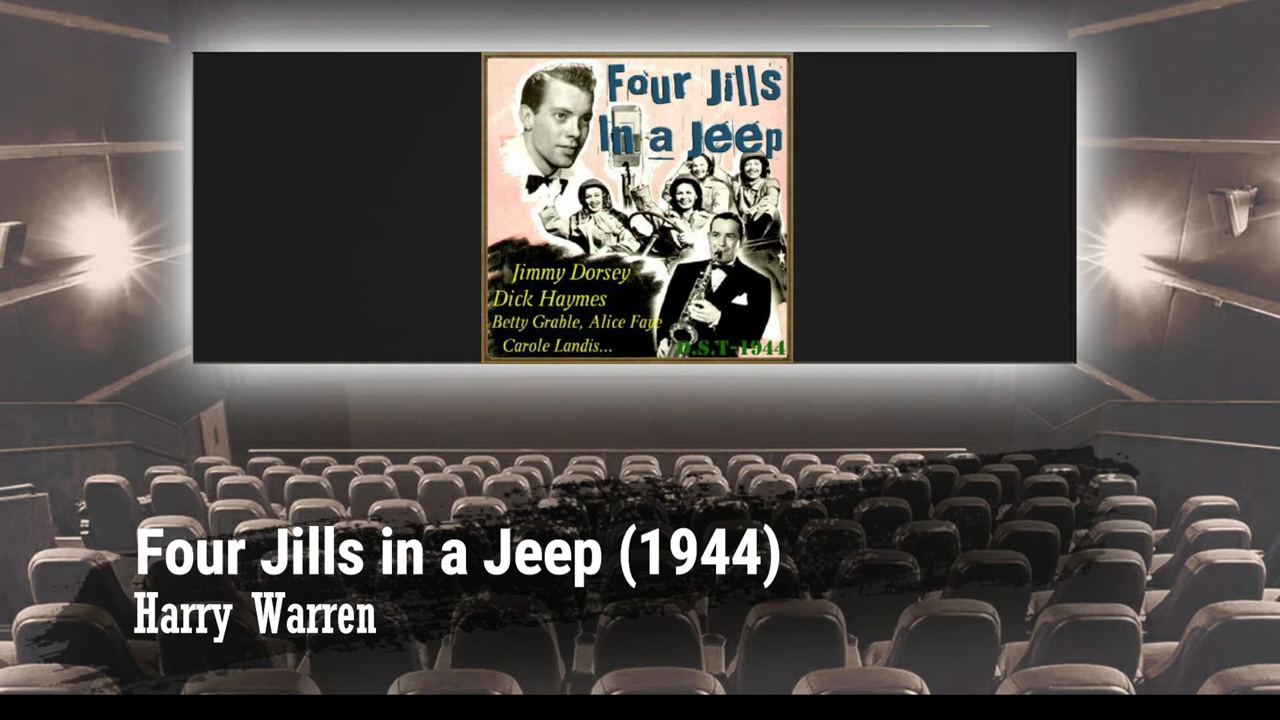 Four Jills
In a Jeep
Jimmy Dorsey
Dick Haymes
Betty Grable, Alice Faye
Carole Landis...
O.S.T-1944
Four Jills in a Jeep (1944)
Harry Warren